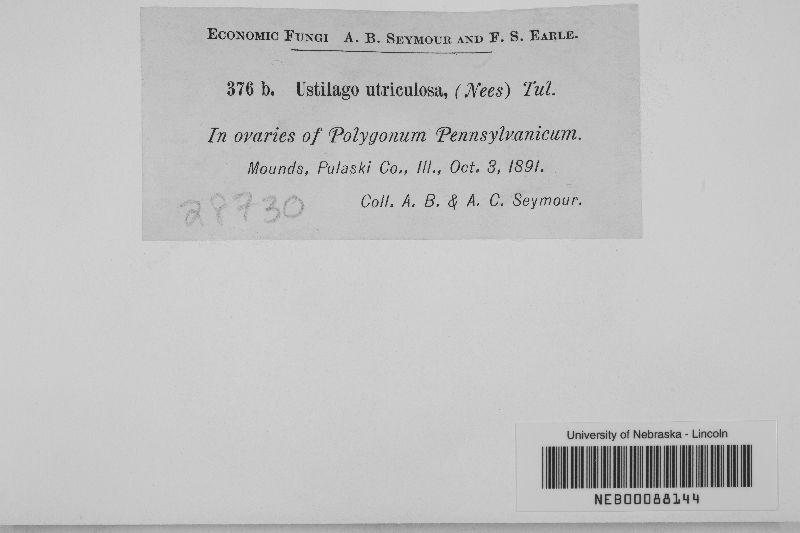 Economic Fungi A. B. Seymour and F. S. Earle.
376 b. Ustilago utriculosa, (Nees) Tul.
In ovaries of Polygonum Pennsylvanicum.
Mounds, Pulaski Co., Ill., Oct. 3, 1891.
Coll. A. B. & A. C. Seymour.
28730
University of Nebraska - Lincoln
NEB00088144